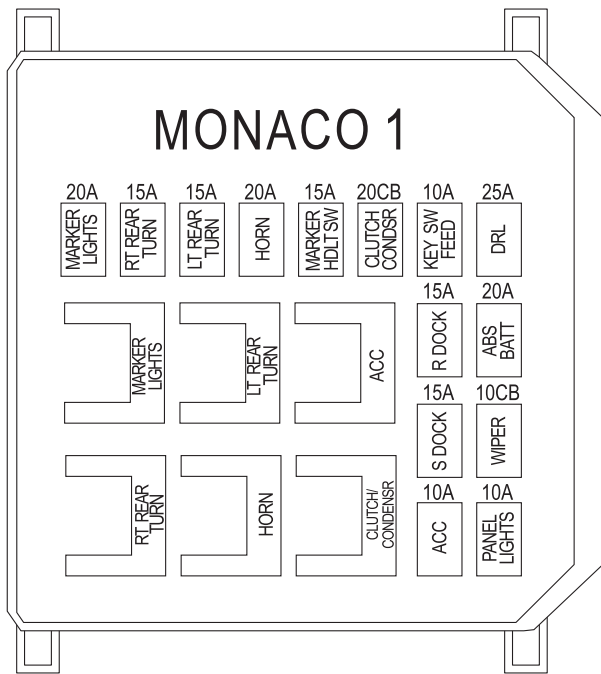 MONACO 1
20A 15A 15A 20A 15A 20CB 10A 25A
MARKER
LIGHTS
RT REAR
TURN
LT REAR
TURN
HORN
MARKER
HDLT SW
CLUTCH
CONDSR
KEY SW
FEED
DRL
15A 20A
R DOCK
ABS
BATT
MARKER
LIGHTS
LT REAR
TURN
ACC
15A 10CB
S DOCK
WIPER
RT REAR
TURN
HORN
CLUTCH/
CONDENSR
10A 10A
ACC
PANEL
LIGHTS